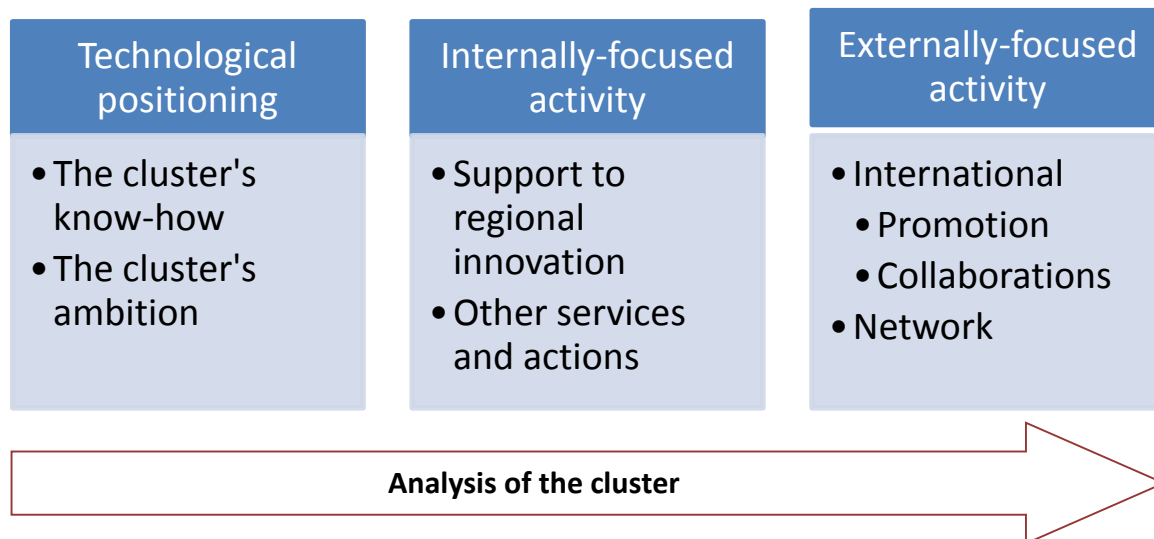 Technological
positioning
• The cluster's
know-how
• The cluster's
ambition
Internally-focused
activity
• Support to
regional
innovation
• Other services
and actions
Externally-focused
activity
• International
• Promotion
• Collaborations
• Network
Analysis of the cluster